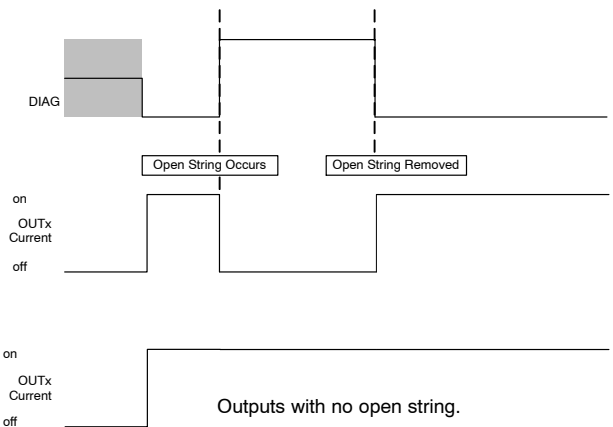 DIAG
Open String Occurs
Open String Removed
on
OUTx
Current
off
on
OUTx
Current
off
Outputs with no open string.